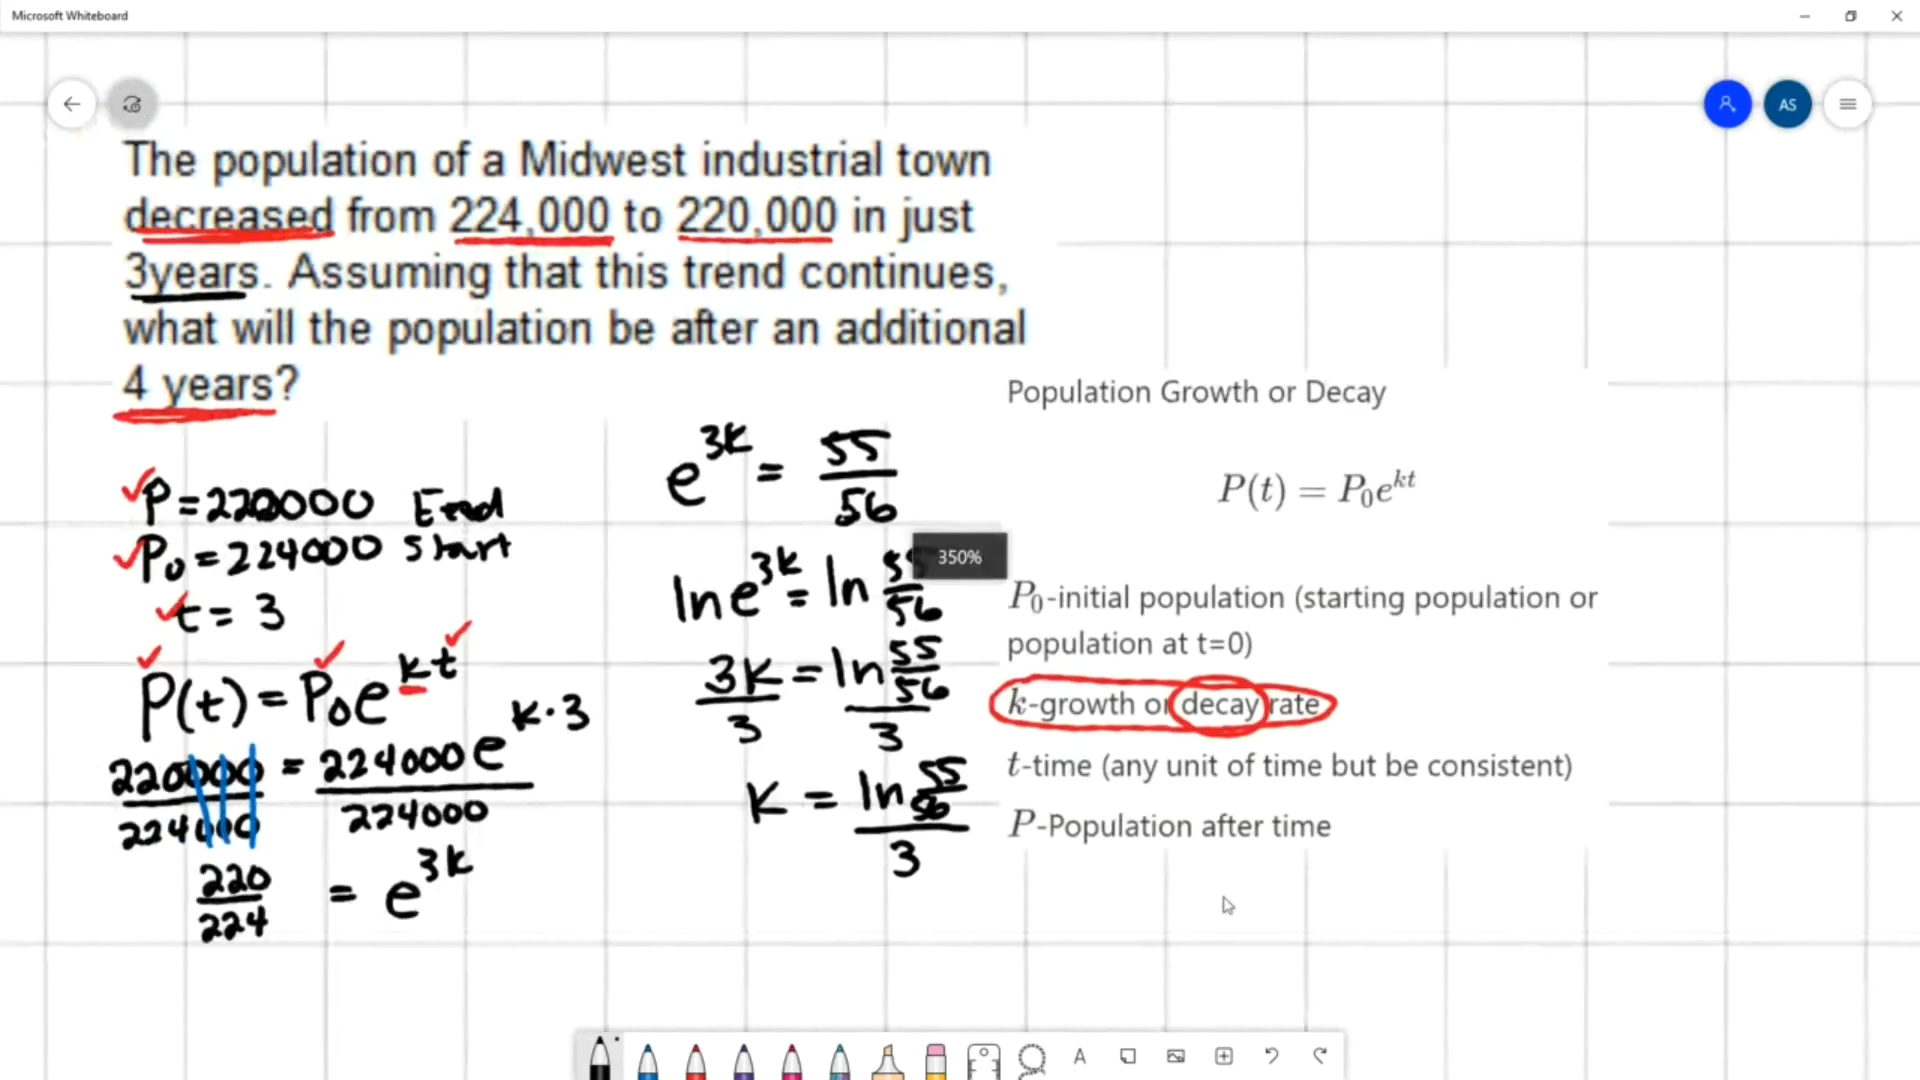 Microsoft Whiteboard
AS
The population of a Midwest industrial town
decreased from 224,000 to 220,000 in just
3years. Assuming that this trend continues,
what will the population be after an additional
4 years?
P = 220000 End
P₀ = 224000 Start
t = 3
P(t) = P₀e^kt
220000/224000 = 224000e^k·3/224000
220/224 = e^3k
e^3k = 55/56
ln e^3k = ln 55/56
3k/3 = ln 55/56 /3
k = ln 55/56 /3
350%
Population Growth or Decay
P(t) = P₀e^kt
P₀-initial population (starting population or
population at t=0)
k-growth or decay rate
t-time (any unit of time but be consistent)
P-Population after time
A